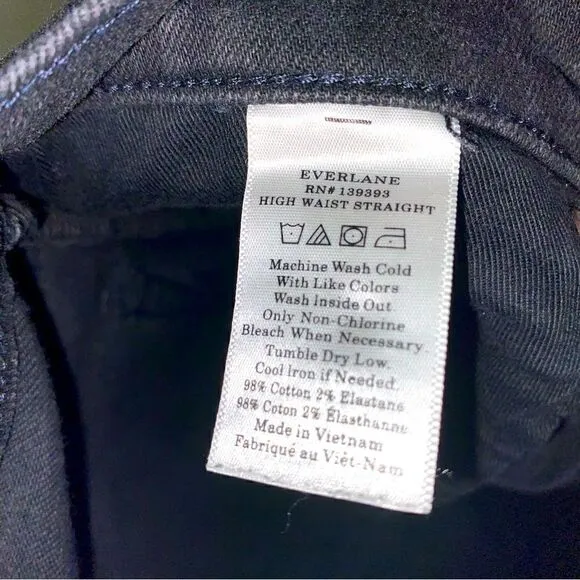 EVERLANE
RN# 139393
HIGH WAIST STRAIGHT
Machine Wash Cold
With Like Colors
Wash Inside Out
Only Non-Chlorine
Bleach When Necessary.
Tumble Dry Low.
Cool Iron if Needed.
98% Cotton 2% Elastane
98% Coton 2% Élasthanne
Made in Vietnam
Fabriqué au Viêt-Nam